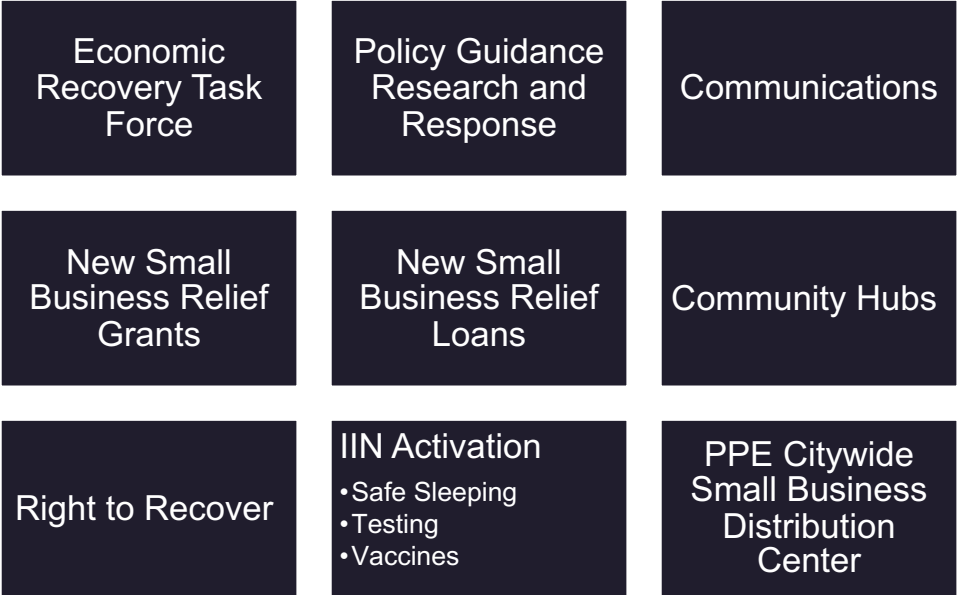 Economic
Recovery Task
Force
Policy Guidance
Research and
Response
Communications
New Small
Business Relief
Grants
New Small
Business Relief
Loans
Community Hubs
Right to Recover
IIN Activation
•Safe Sleeping
•Testing
•Vaccines
PPE Citywide
Small Business
Distribution
Center